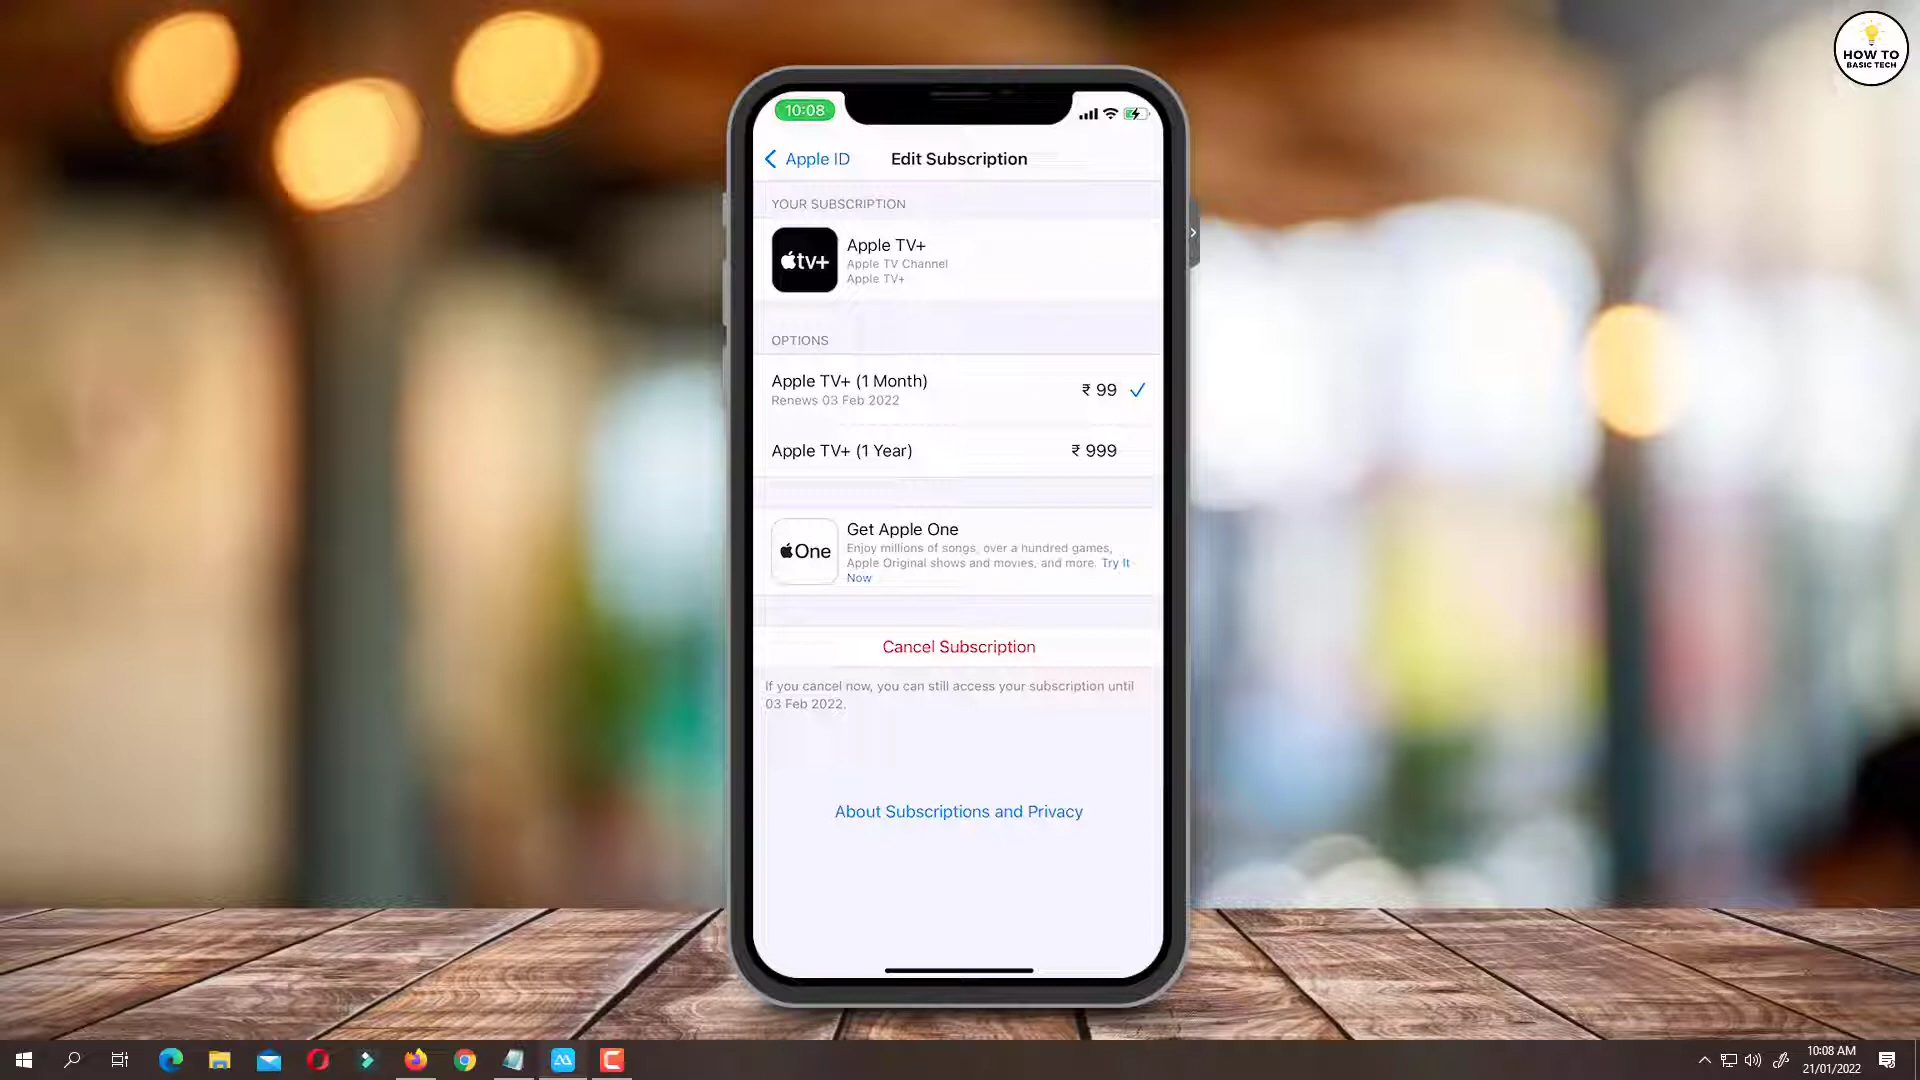 HOW TO
BASIC TECH
10:08
Apple ID
Edit Subscription
YOUR SUBSCRIPTION
tv+
Apple TV+
Apple TV Channel
Apple TV+
OPTIONS
Apple TV+ (1 Month)
₹ 99
Renews 03 Feb 2022
Apple TV+ (1 Year)
₹ 999
One
Get Apple One
Enjoy millions of songs, over a hundred games,
Apple Original shows and movies, and more. Try It
Now
Cancel Subscription
If you cancel now, you can still access your subscription until
03 Feb 2022.
About Subscriptions and Privacy
10:08 AM
21/01/2022